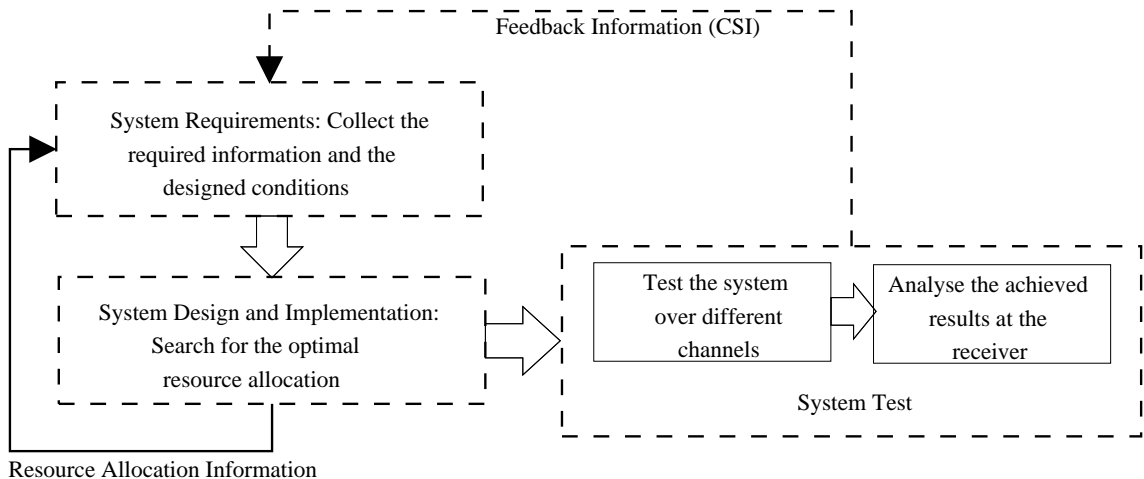 Feedback Information (CSI)
System Requirements: Collect the
required information and the
designed conditions
System Design and Implementation:
Search for the optimal
resource allocation
Test the system
over different
channels
Analyse the achieved
results at the
receiver
System Test
Resource Allocation Information